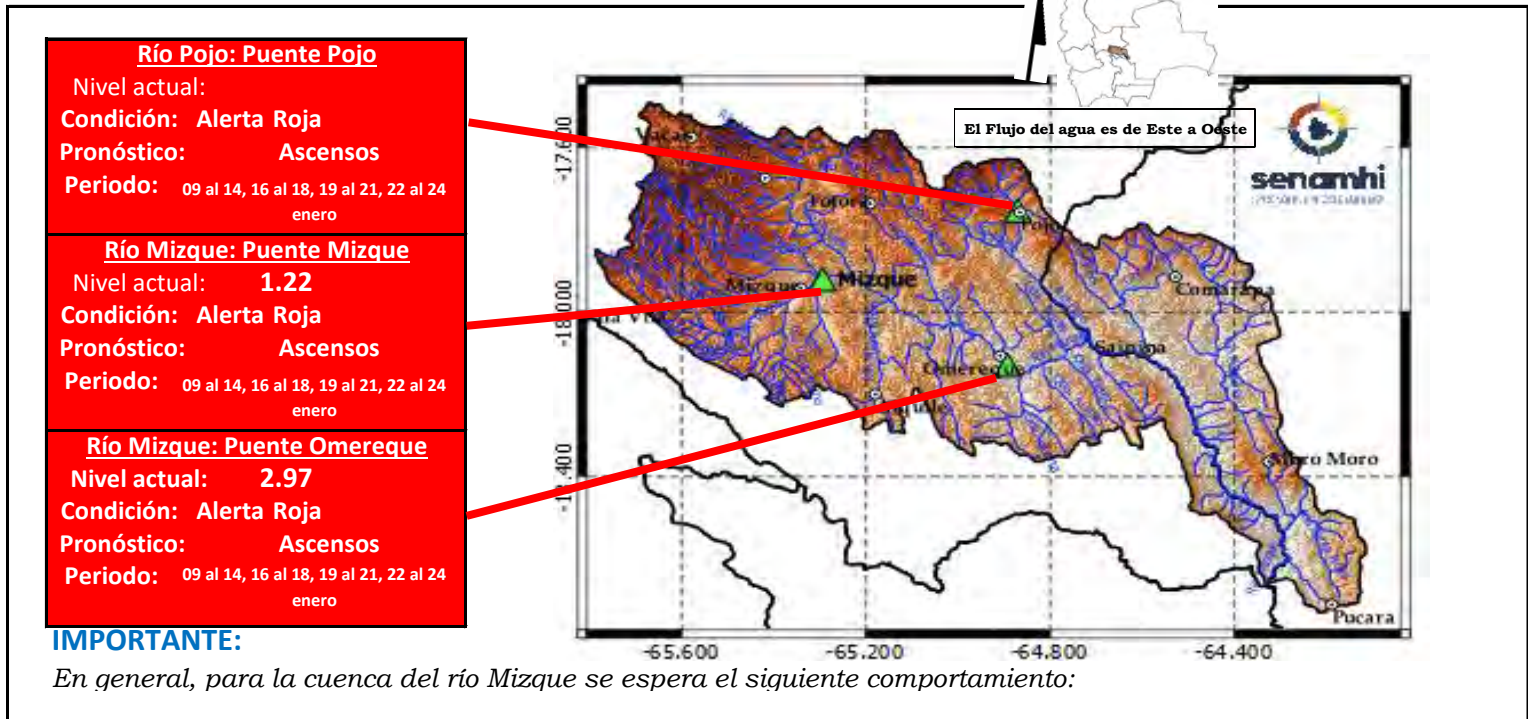 Río Pojo: Puente Pojo
Nivel actual:
Condición: Alerta Roja
Pronóstico: Ascensos
Periodo: 09 al 14, 16 al 18, 19 al 21, 22 al 24
enero
Río Mizque: Puente Mizque
Nivel actual: 1.22
Condición: Alerta Roja
Pronóstico: Ascensos
Periodo: 09 al 14, 16 al 18, 19 al 21, 22 al 24
enero
Río Mizque: Puente Omereque
Nivel actual: 2.97
Condición: Alerta Roja
Pronóstico: Ascensos
Periodo: 09 al 14, 16 al 18, 19 al 21, 22 al 24
enero
El Flujo del agua es de Este a Oeste
senamhi
Vacas
Pojo
Mizque
Mizque
Comarapa
Saipina
Omereque
Moro Moro
Pucara
-65.600
-65.200
-64.800
-64.400
IMPORTANTE:
En general, para la cuenca del río Mizque se espera el siguiente comportamiento: